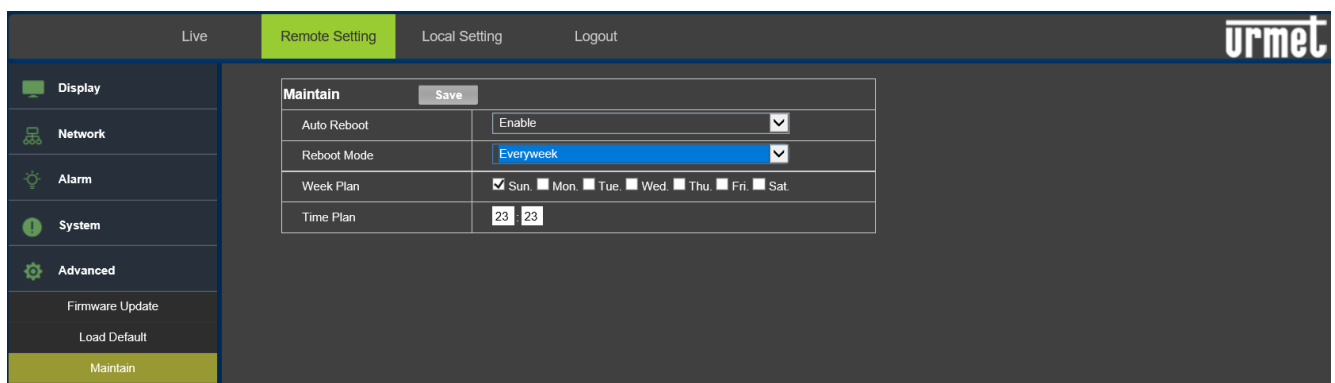 Live Remote Setting Local Setting Logout urmet
Display
Network
Alarm
System
Advanced
Firmware Update
Load Default
Maintain
Maintain Save
Auto Reboot Enable
Reboot Mode Everyweek
Week Plan Sun. Mon. Tue. Wed. Thu. Fri. Sat.
Time Plan 23 : 23